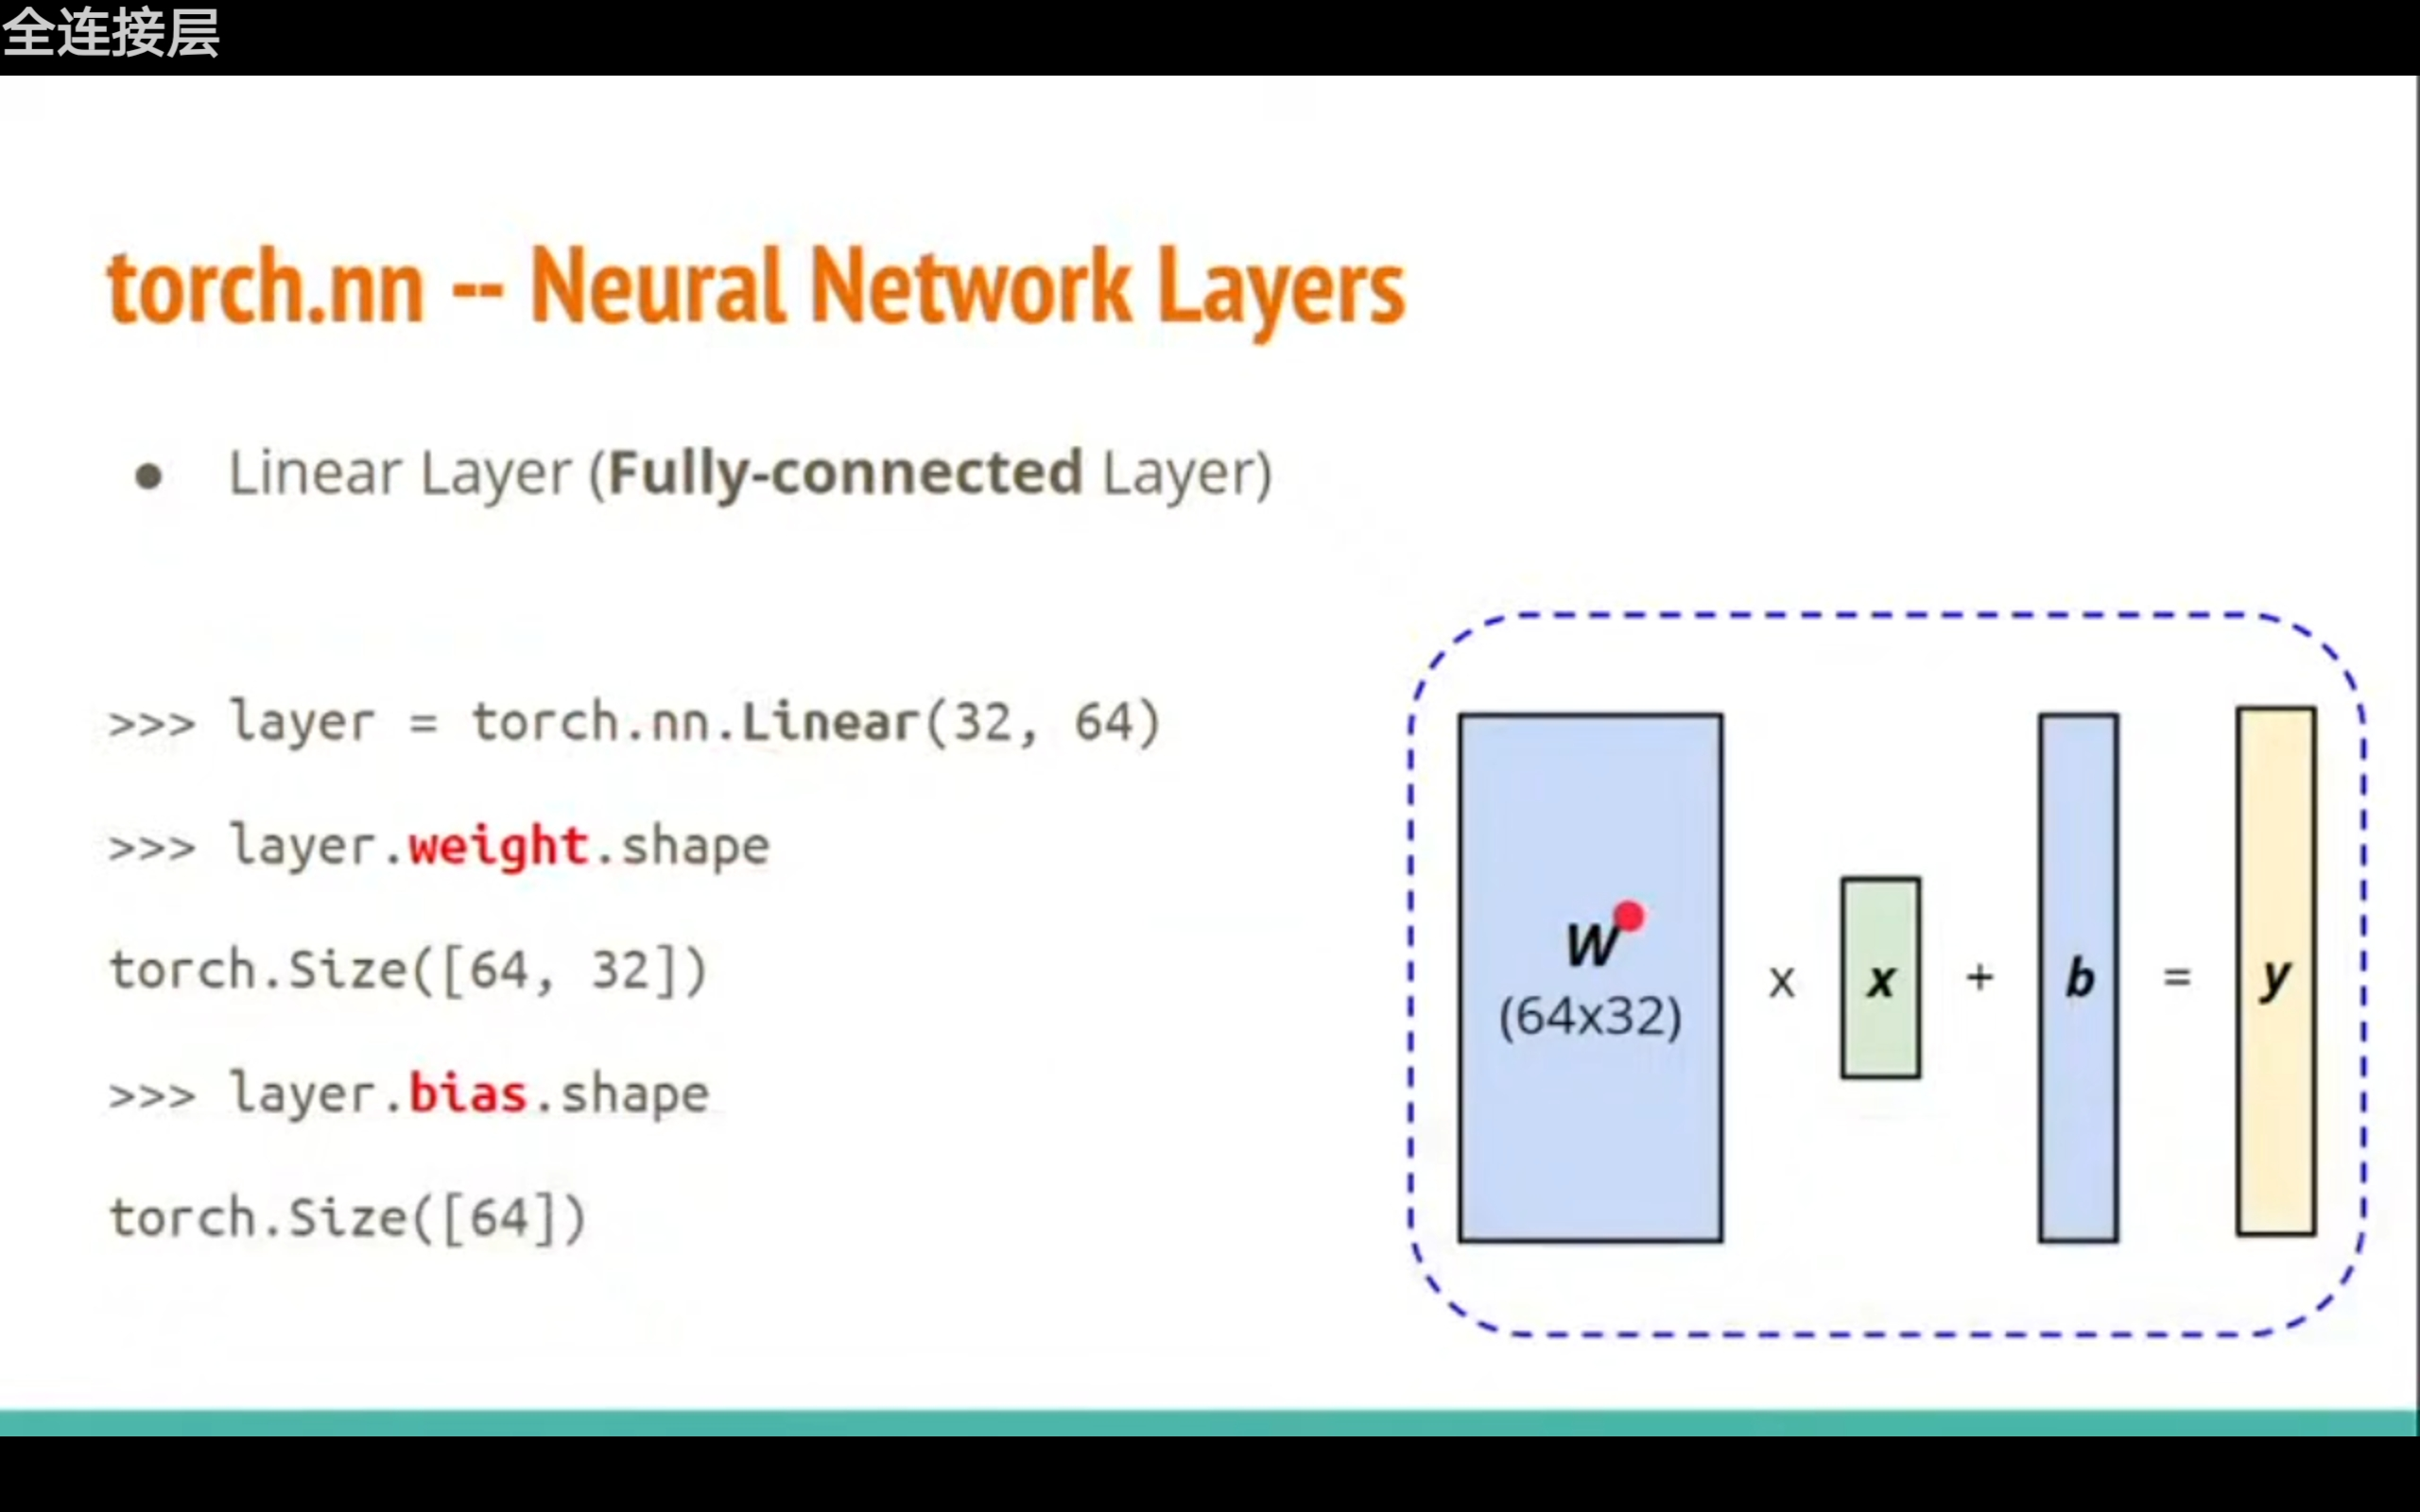 全连接层
torch.nn -- Neural Network Layers
● Linear Layer (Fully-connected Layer)
>>> layer = torch.nn.Linear(32, 64)
>>> layer.weight.shape
torch.Size([64, 32])
>>> layer.bias.shape
torch.Size([64])
W
(64x32)
x x + b = y